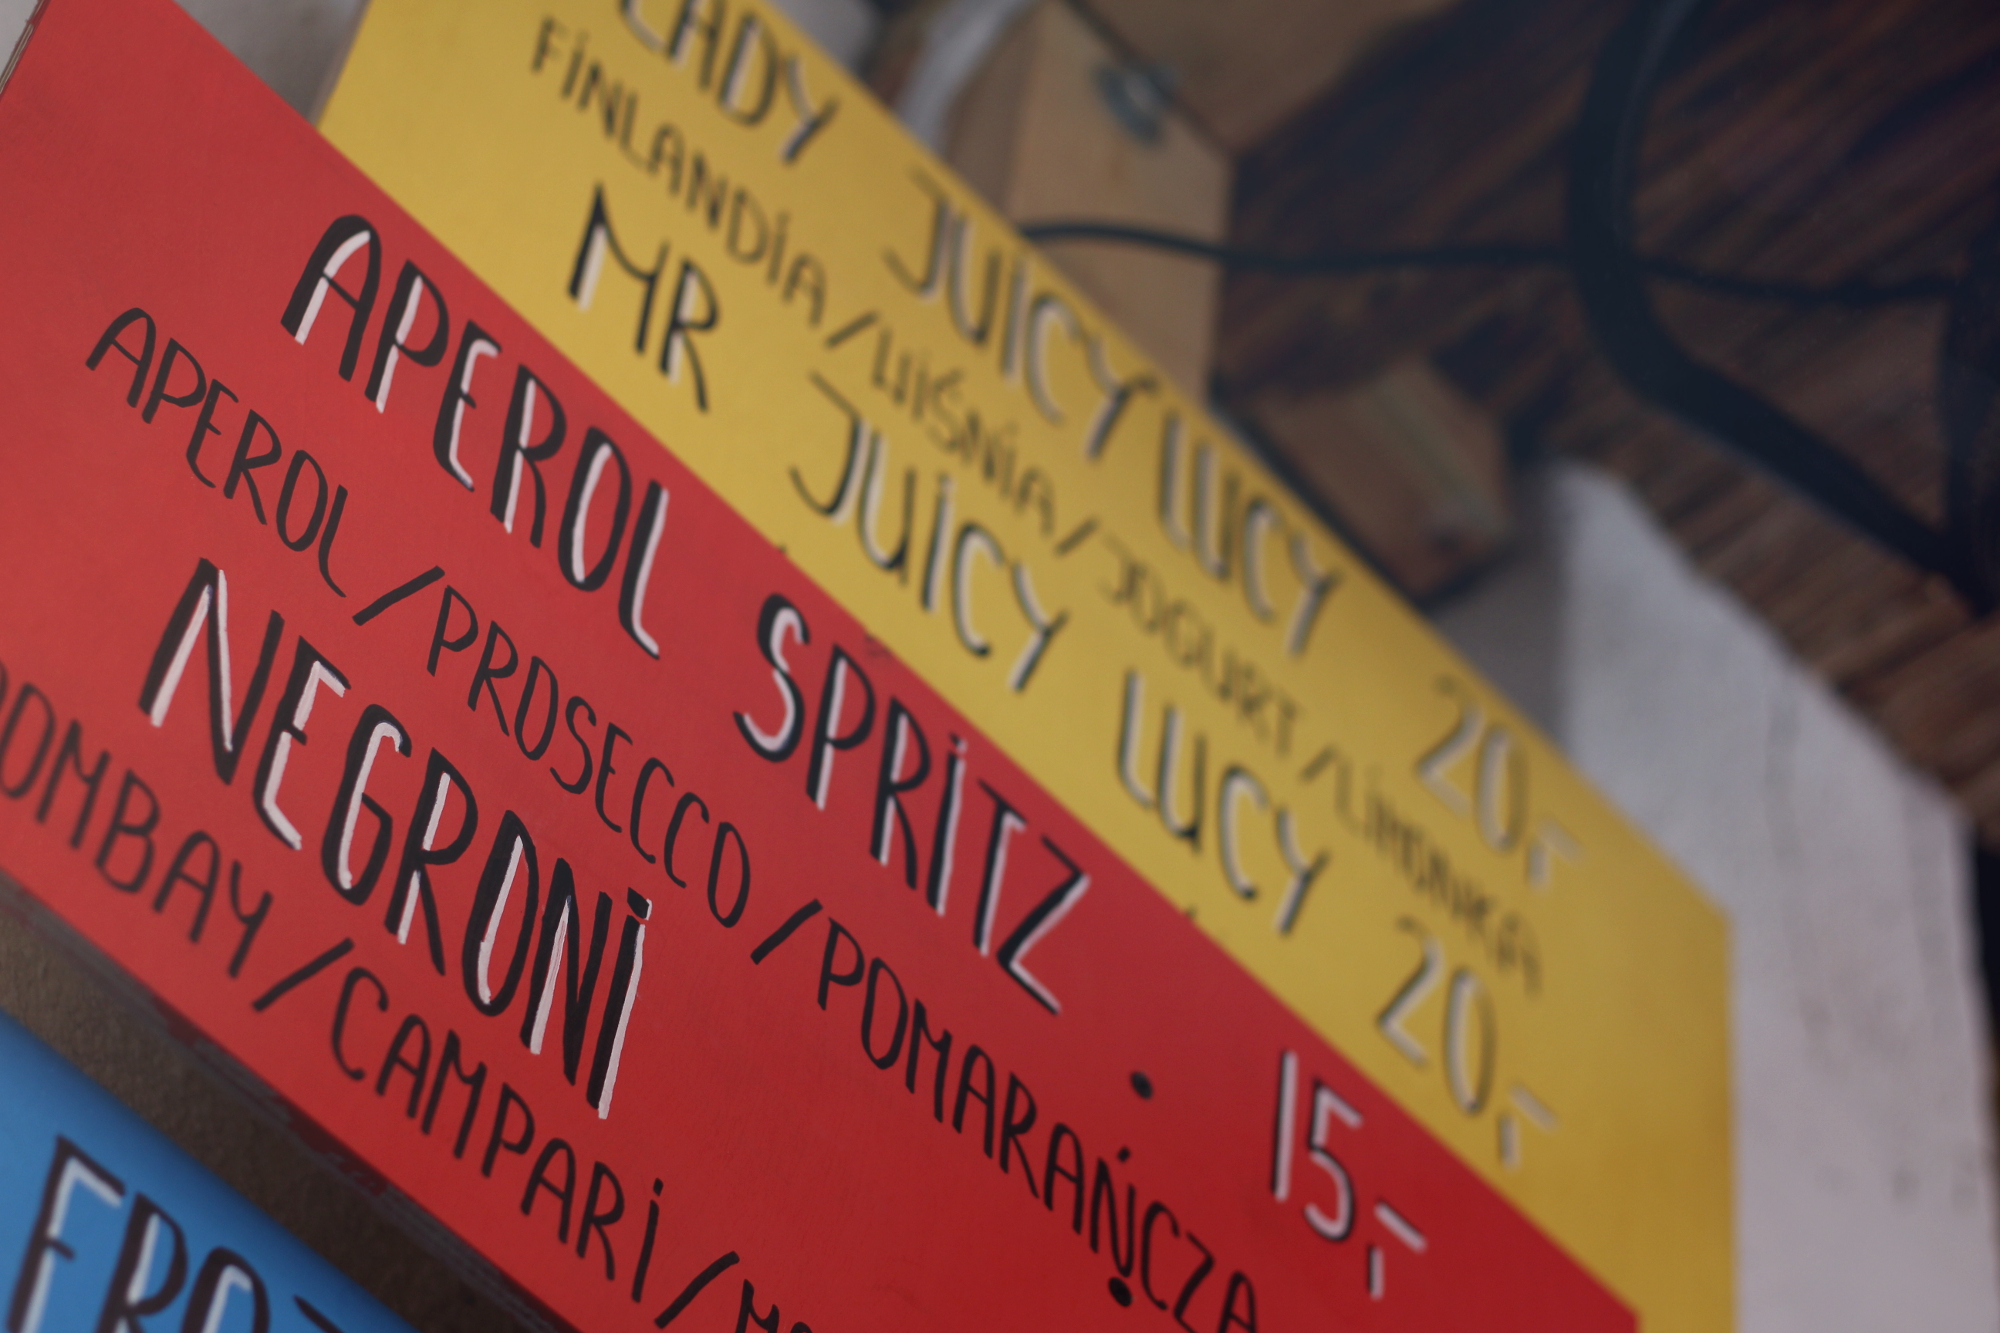 LADY JUICY LUCY 20,-
FINLANDIA/WIŚNIA/JOGURT/LIMONKA
MR JUICY LUCY 20,-
APEROL SPRITZ 15,-
APEROL/PROSECCO/POMARAŃCZA
NEGRONI
BOMBAY/CAMPARI/